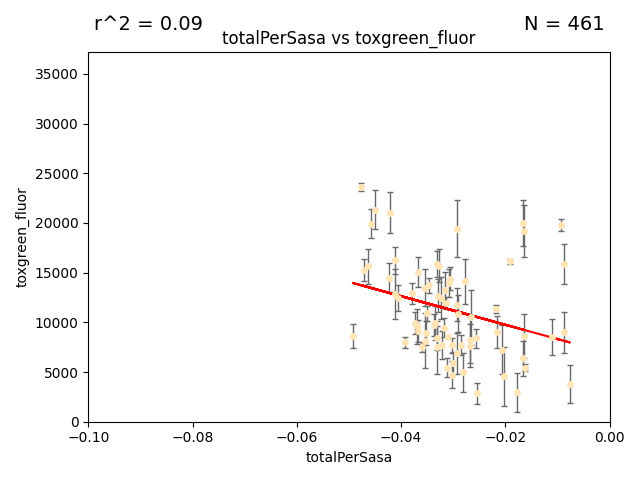 r^2 = 0.09
N = 461
totalPerSasa vs toxgreen_fluor
35000
30000
25000
20000
15000
10000
5000
0
toxgreen_fluor
−0.10
−0.08
−0.06
−0.04
−0.02
0.00
totalPerSasa